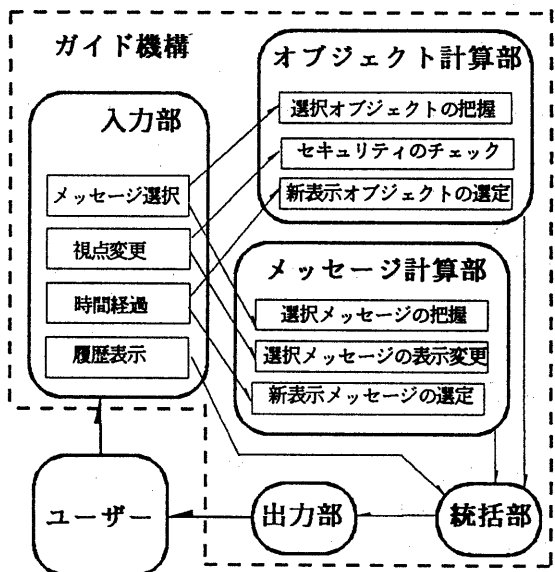 ガイド機構
入力部
メッセージ選択
視点変更
時間経過
履歴表示
オブジェクト計算部
選択オブジェクトの把握
セキュリティのチェック
新表示オブジェクトの選定
メッセージ計算部
選択メッセージの把握
選択メッセージの表示変更
新表示メッセージの選定
ユーザー
出力部
統括部